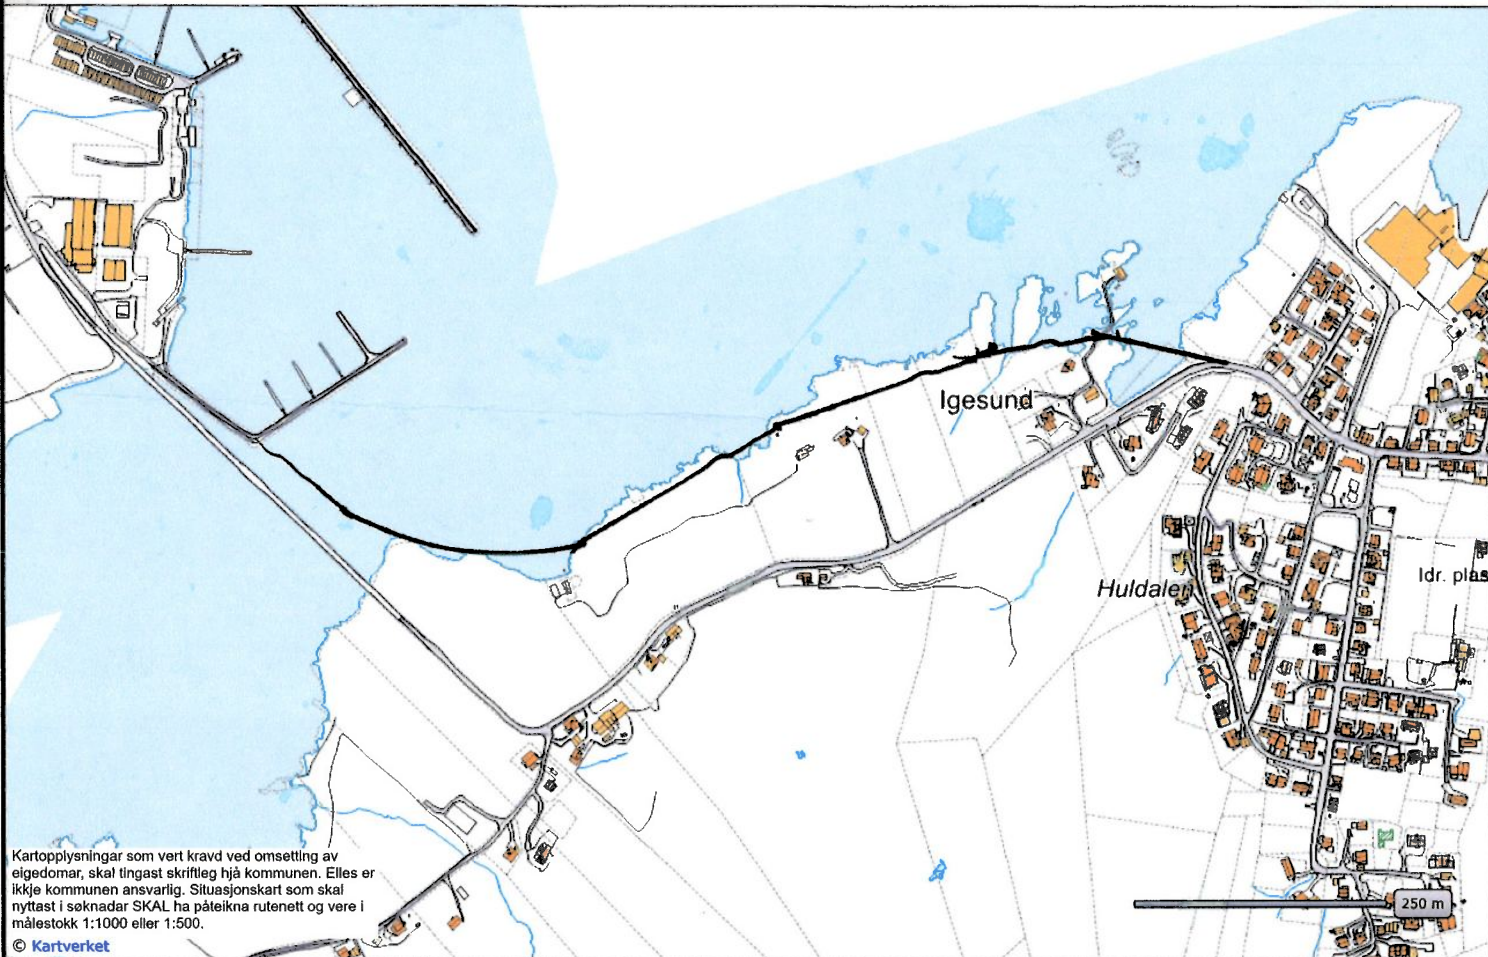 Igesund
Huldalen
Idr. plas
Kartopplysningar som vert kravd ved omsetting av
eigedomar, skal tingast skriftleg hjå kommunen. Elles er
ikkje kommunen ansvarlig. Situasjonskart som skal
nyttast i søknadar SKAL ha påteikna rutenett og vere i
målestokk 1:1000 eller 1:500.
250 m
© Kartverket